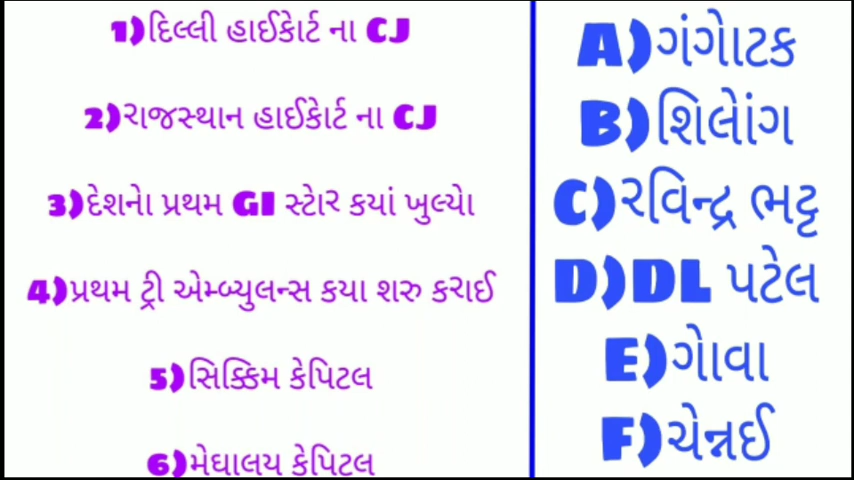 1)દિલ્લી હાઈકોર્ટ ના CJ
2)રાજસ્થાન હાઈકોર્ટ ના CJ
3)દેશનો પ્રથમ GI સ્ટોર કયાં ખુલ્યો
4)પ્રથમ ટ્રી એમ્બ્યુલન્સ કયા શરુ કરાઈ
5)સિક્કિમ કેપિટલ
6)મેઘાલય કેપિટલ
A)ગંગોટક
B)શિલોંગ
C)રવિન્દ્ર ભટ્ટ
D)DL પટેલ
E)ગોવા
F)ચેન્નઈ